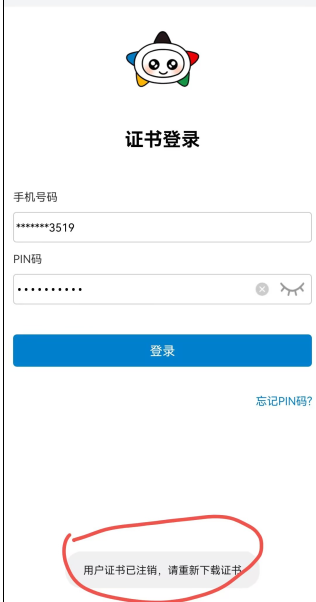 证书登录
手机号码
*******3519
PIN码
••••••••••
登录
忘记PIN码?
用户证书已注销，请重新下载证书